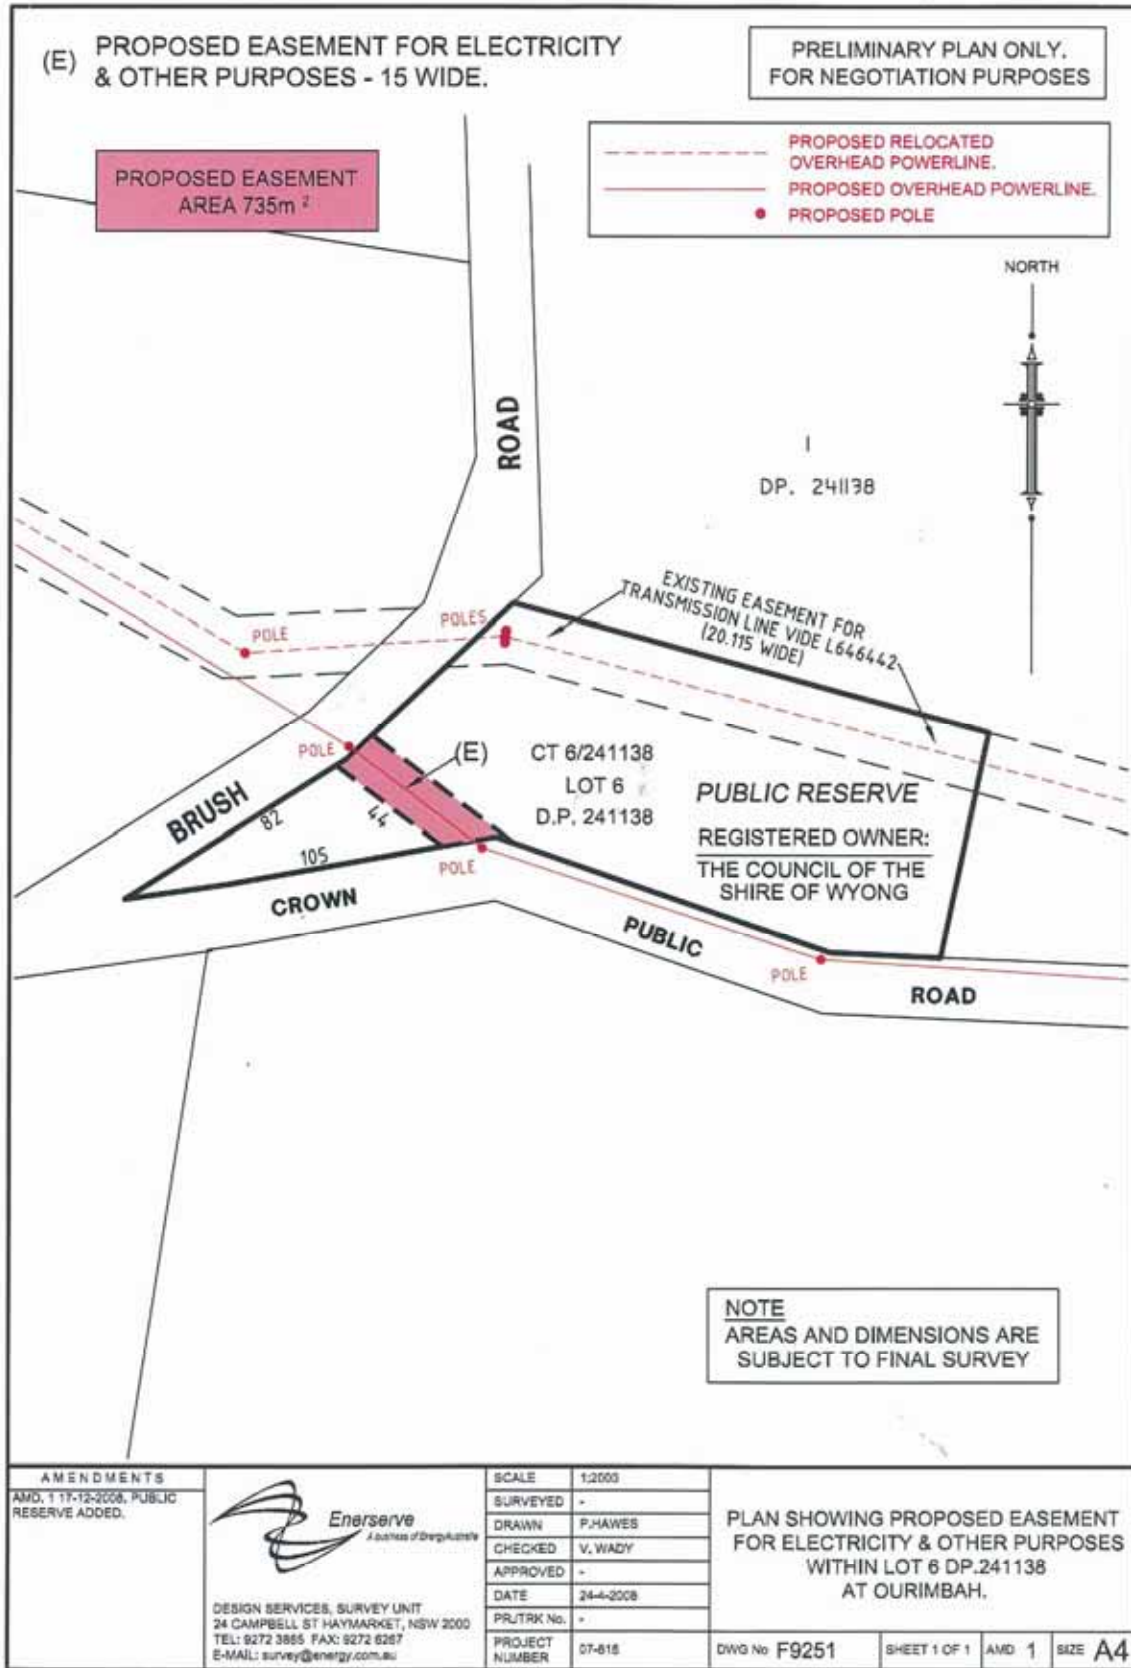 (E) PROPOSED EASEMENT FOR ELECTRICITY
& OTHER PURPOSES - 15 WIDE.
PRELIMINARY PLAN ONLY.
FOR NEGOTIATION PURPOSES
PROPOSED EASEMENT
AREA 735m ²
PROPOSED RELOCATED
OVERHEAD POWERLINE.
PROPOSED OVERHEAD POWERLINE.
PROPOSED POLE
NORTH
ROAD
1
DP. 241138
EXISTING EASEMENT FOR
TRANSMISSION LINE VIDE L646442
(20.115 WIDE)
POLE
POLES
POLE
(E)
CT 6/241138
LOT 6
D.P. 241138
PUBLIC RESERVE
REGISTERED OWNER:
THE COUNCIL OF THE
SHIRE OF WYONG
BRUSH
82
44
105
POLE
CROWN
PUBLIC
POLE
ROAD
NOTE
AREAS AND DIMENSIONS ARE
SUBJECT TO FINAL SURVEY
AMENDMENTS
AMD. 1 17-12-2008. PUBLIC
RESERVE ADDED.
Enerserve
A business of EnergyAustralia
DESIGN SERVICES, SURVEY UNIT
24 CAMPBELL ST HAYMARKET, NSW 2000
TEL: 9272 3885 FAX: 9272 6267
E-MAIL: survey@energy.com.au
SCALE 1:2000
SURVEYED -
DRAWN P.HAWES
CHECKED V. WADY
APPROVED -
DATE 24-4-2008
PRJTRK No. -
PROJECT
NUMBER 07-818
PLAN SHOWING PROPOSED EASEMENT
FOR ELECTRICITY & OTHER PURPOSES
WITHIN LOT 6 DP.241138
AT OURIMBAH.
DWG No F9251 SHEET 1 OF 1 AMD 1 SIZE A4